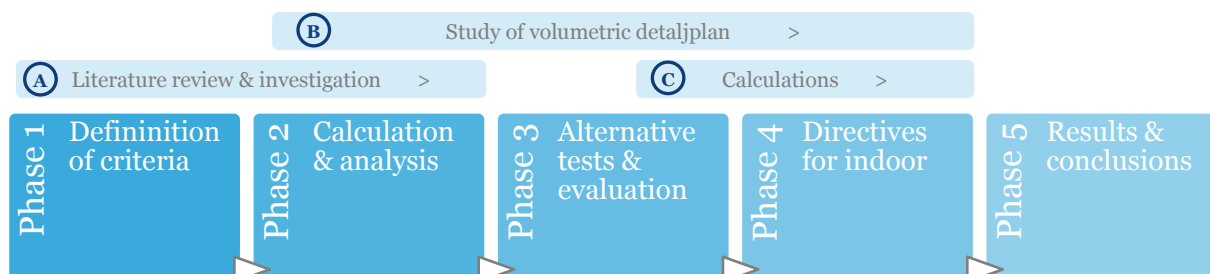 B Study of volumetric detaljplan >
A Literature review & investigation >
C Calculations >
Phase 1
Defininition
of criteria
Phase 2
Calculation
& analysis
Phase 3
Alternative
tests &
evaluation
Phase 4
Directives
for indoor
Phase 5
Results &
conclusions